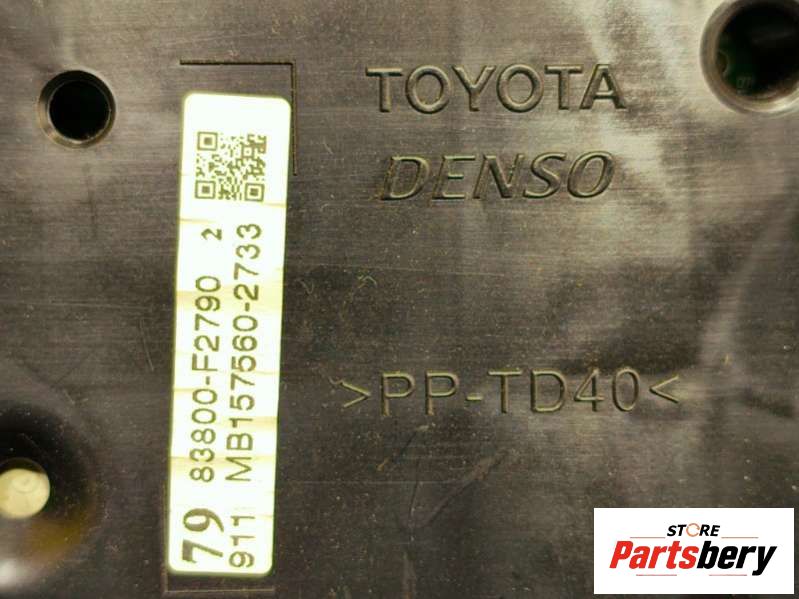 TOYOTA
DENSO
>PP-TD40<
79 83800-F2790 2
911 MB157560-2733
STORE
Partsbery